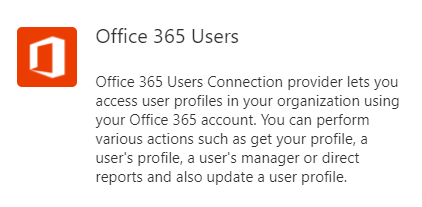 Office 365 Users
Office 365 Users Connection provider lets you
access user profiles in your organization using
your Office 365 account. You can perform
various actions such as get your profile, a
user's profile, a user's manager or direct
reports and also update a user profile.